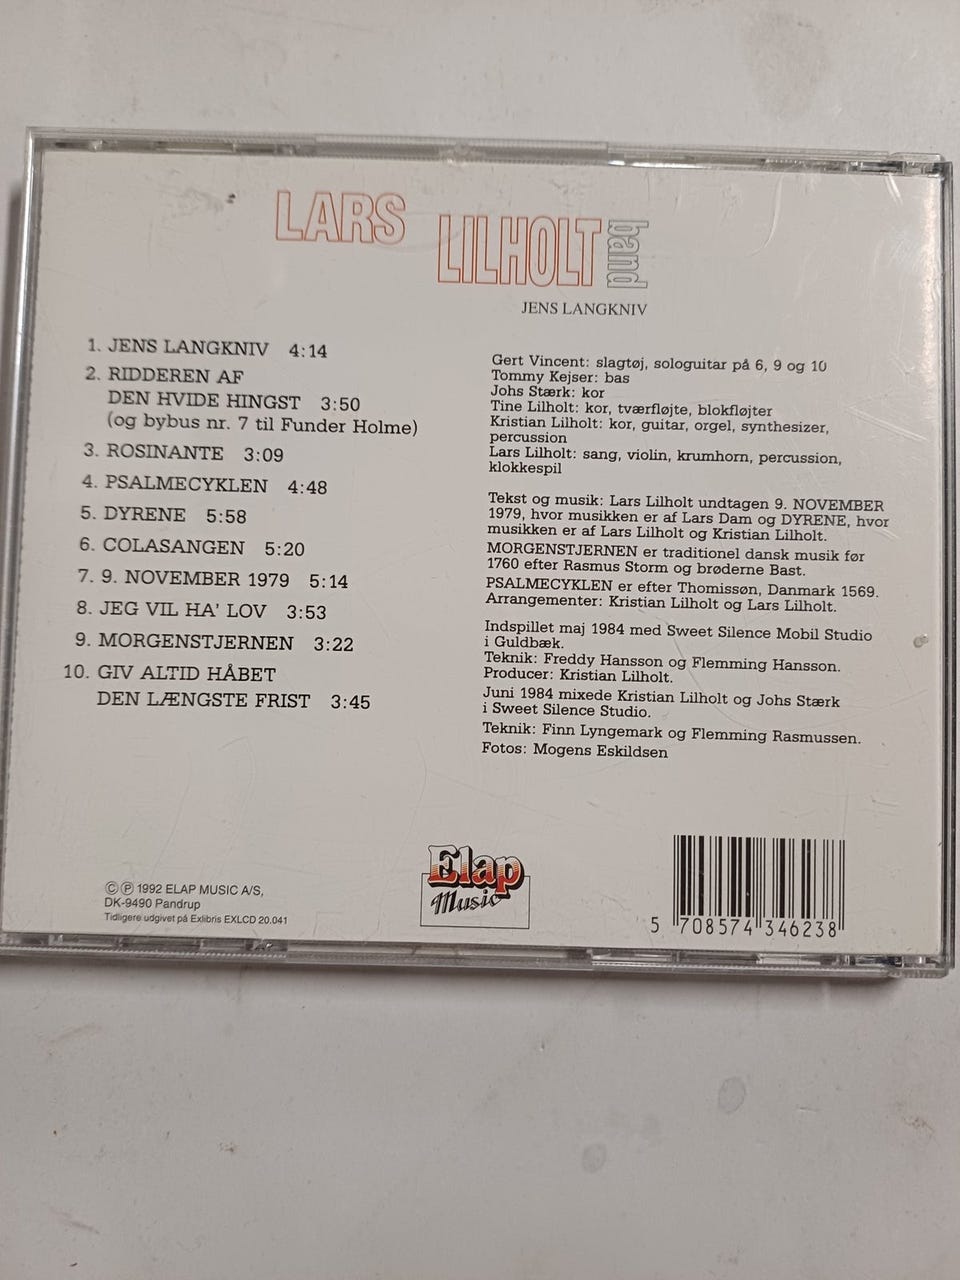 LARS
LILHOLT band
JENS LANGKNIV
1. JENS LANGKNIV 4:14
2. RIDDEREN AF
DEN HVIDE HINGST 3:50
(og bybus nr. 7 til Funder Holme)
3. ROSINANTE 3:09
4. PSALMECYKLEN 4:48
5. DYRENE 5:58
6. COLASANGEN 5:20
7. 9. NOVEMBER 1979 5:14
8. JEG VIL HA' LOV 3:53
9. MORGENSTJERNEN 3:22
10. GIV ALTID HÅBET
DEN LÆNGSTE FRIST 3:45
Gert Vincent: slagtøj, sologuitar på 6, 9 og 10
Tommy Kejser: bas
Johs Stærk: kor
Tine Lilholt: kor, tværfløjte, blokfløjter
Kristian Lilholt: kor, guitar, orgel, synthesizer,
percussion
Lars Lilholt: sang, violin, krumhorn, percussion,
klokkespil
Tekst og musik: Lars Lilholt undtagen 9. NOVEMBER
1979, hvor musikken er af Lars Dam og DYRENE, hvor
musikken er af Lars Lilholt og Kristian Lilholt.
MORGENSTJERNEN er traditionel dansk musik før
1760 efter Rasmus Storm og brøderne Bast.
PSALMECYKLEN er efter Thomissøn, Danmark 1569.
Arrangementer: Kristian Lilholt og Lars Lilholt.
Indspillet maj 1984 med Sweet Silence Mobil Studio
i Guldbæk.
Teknik: Freddy Hansson og Flemming Hansson.
Producer: Kristian Lilholt.
Juni 1984 mixede Kristian Lilholt og Johs Stærk
i Sweet Silence Studio.
Teknik: Finn Lyngemark og Flemming Rasmussen.
Fotos: Mogens Eskildsen
Ⓒ Ⓟ 1992 ELAP MUSIC A/S,
DK-9490 Pandrup
Tidligere udgivet på Exlibris EXLCD 20.041
Elap
Music
5 708574 346238